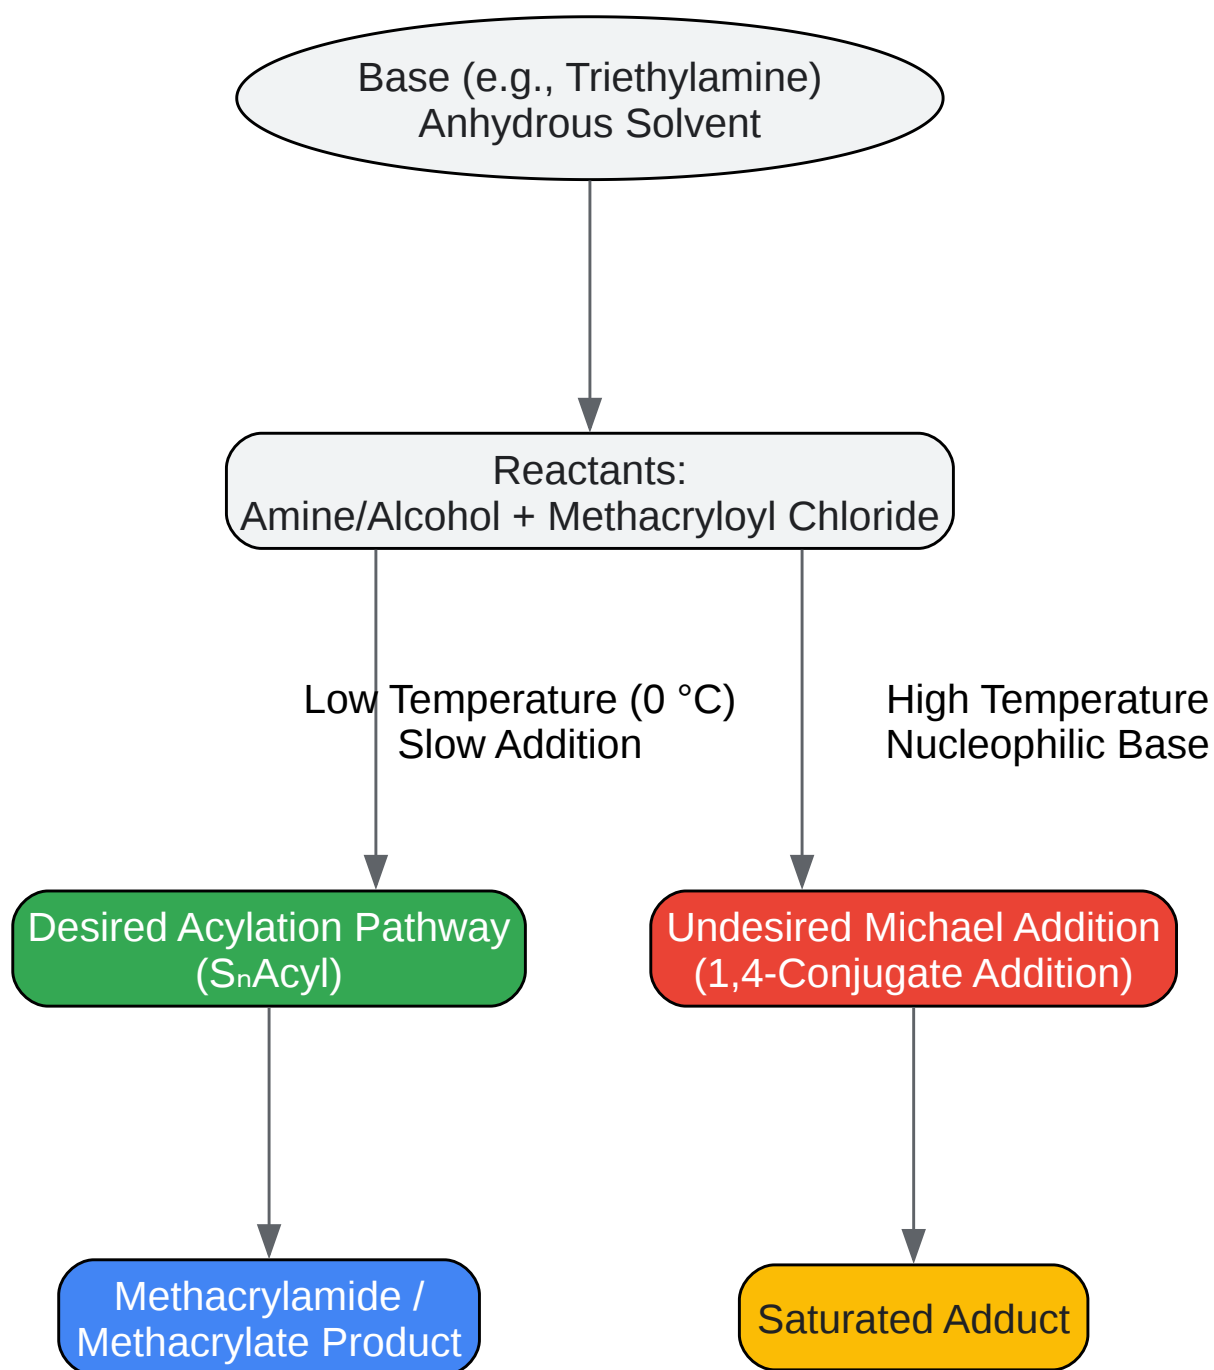 Base (e.g., Triethylamine)
Anhydrous Solvent
Reactants:
Amine/Alcohol + Methacryloyl Chloride
Low Temperature (0 °C)
Slow Addition
High Temperature
Nucleophilic Base
Desired Acylation Pathway
(SₙAcyl)
Undesired Michael Addition
(1,4-Conjugate Addition)
Methacrylamide /
Methacrylate Product
Saturated Adduct